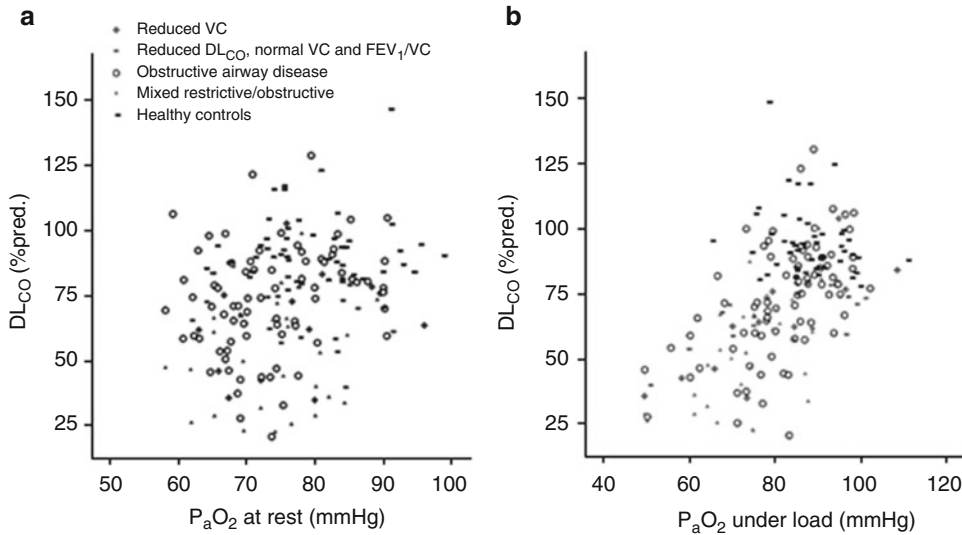 a
Reduced VC
Reduced DLCO, normal VC and FEV1/VC
Obstructive airway disease
Mixed restrictive/obstructive
Healthy controls
150
125
100
75
50
25
DLCO (%pred.)
50 60 70 80 90 100
PaO2 at rest (mmHg)
b
150
125
100
75
50
25
DLCO (%pred.)
40 60 80 100 120
PaO2 under load (mmHg)